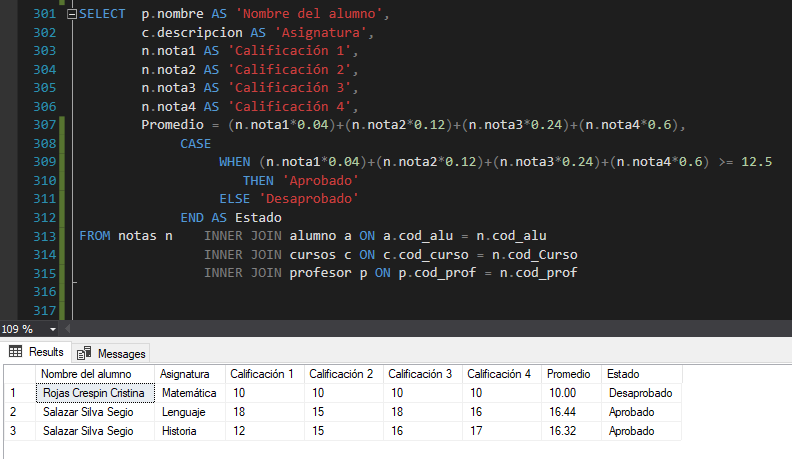 301 SELECT p.nombre AS 'Nombre del alumno',
302 c.descripcion AS 'Asignatura',
303 n.nota1 AS 'Calificación 1',
304 n.nota2 AS 'Calificación 2',
305 n.nota3 AS 'Calificación 3',
306 n.nota4 AS 'Calificación 4',
307 Promedio = (n.nota1*0.04)+(n.nota2*0.12)+(n.nota3*0.24)+(n.nota4*0.6),
308 CASE
309 WHEN (n.nota1*0.04)+(n.nota2*0.12)+(n.nota3*0.24)+(n.nota4*0.6) >= 12.5
310 THEN 'Aprobado'
311 ELSE 'Desaprobado'
312 END AS Estado
313 FROM notas n INNER JOIN alumno a ON a.cod_alu = n.cod_alu
314 INNER JOIN cursos c ON c.cod_curso = n.cod_Curso
315 INNER JOIN profesor p ON p.cod_prof = n.cod_prof
316
317
109 %
Results Messages
Nombre del alumno Asignatura Calificación 1 Calificación 2 Calificación 3 Calificación 4 Promedio Estado
1 Rojas Crespin Cristina Matemática 10 10 10 10 10.00 Desaprobado
2 Salazar Silva Segio Lenguaje 18 15 18 16 16.44 Aprobado
3 Salazar Silva Segio Historia 12 15 16 17 16.32 Aprobado